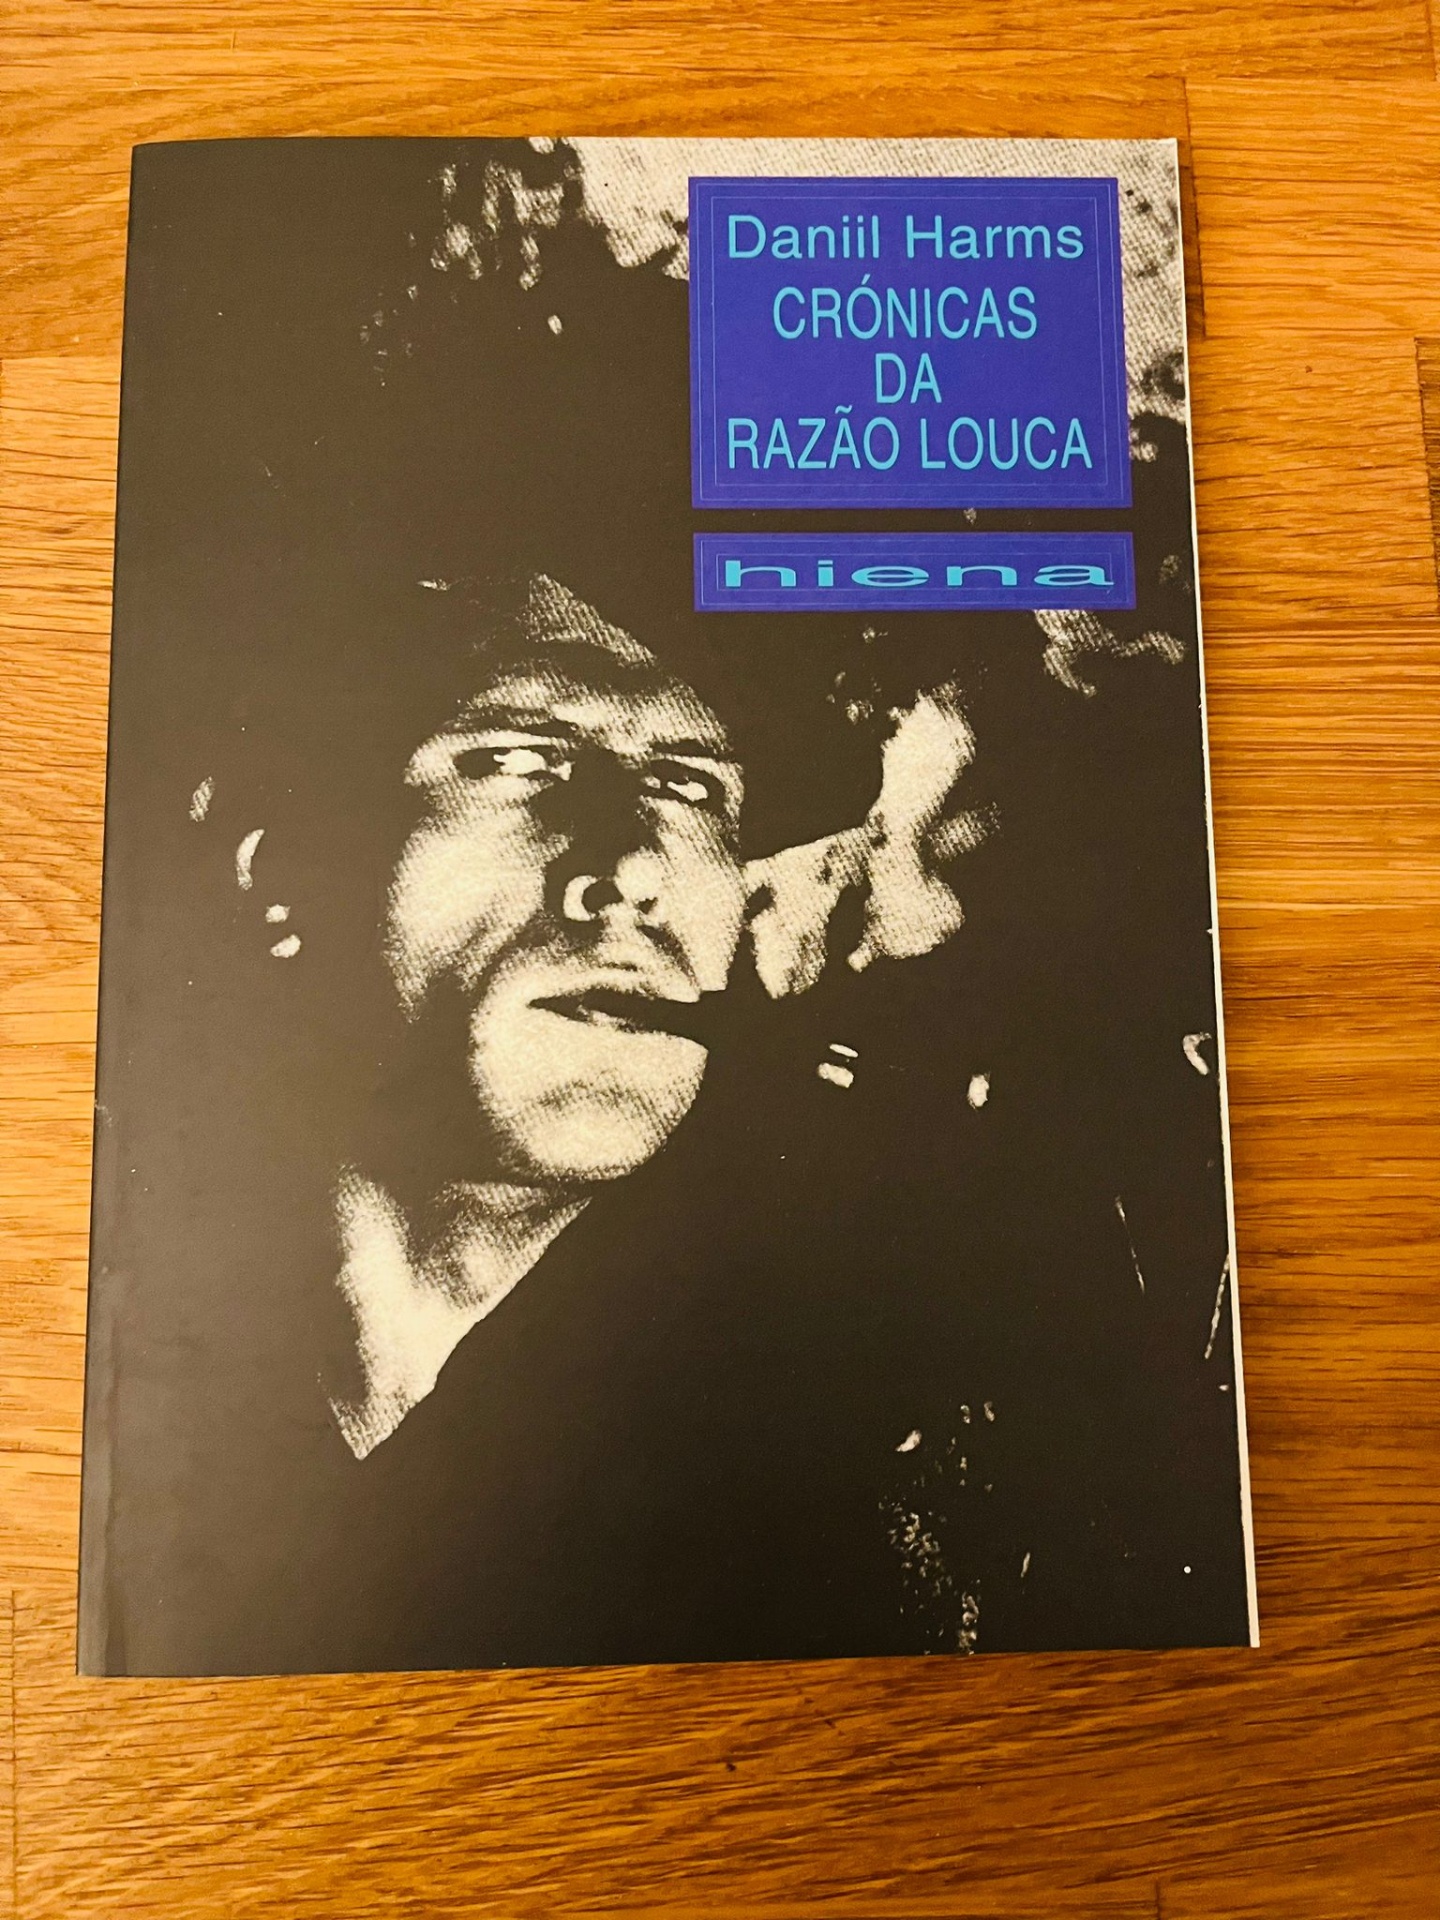 Daniil Harms
CRÓNICAS
DA
RAZÃO LOUCA
hiena